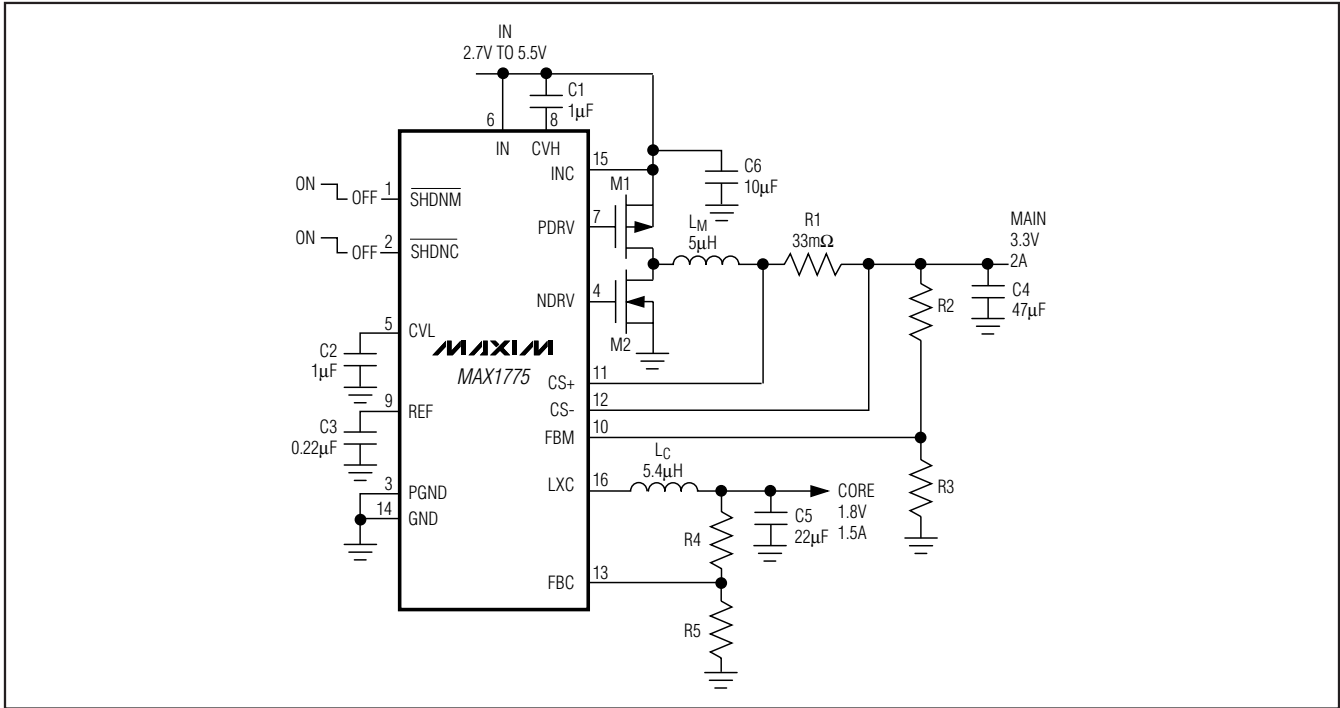 IN
2.7V TO 5.5V
C1
1µF
6
8
IN
CVH
15
INC
C6
10µF
ON
OFF
1
SHDNM
M1
7
PDRV
LM
5µH
R1
33mΩ
MAIN
3.3V
2A
ON
OFF
2
SHDNC
4
NDRV
M2
R2
C4
47µF
5
CVL
C2
1µF
MAXIM
MAX1775
11
CS+
12
CS-
10
FBM
9
REF
C3
0.22µF
LC
5.4µH
16
LXC
R3
3
PGND
14
GND
CORE
1.8V
1.5A
C5
22µF
R4
13
FBC
R5